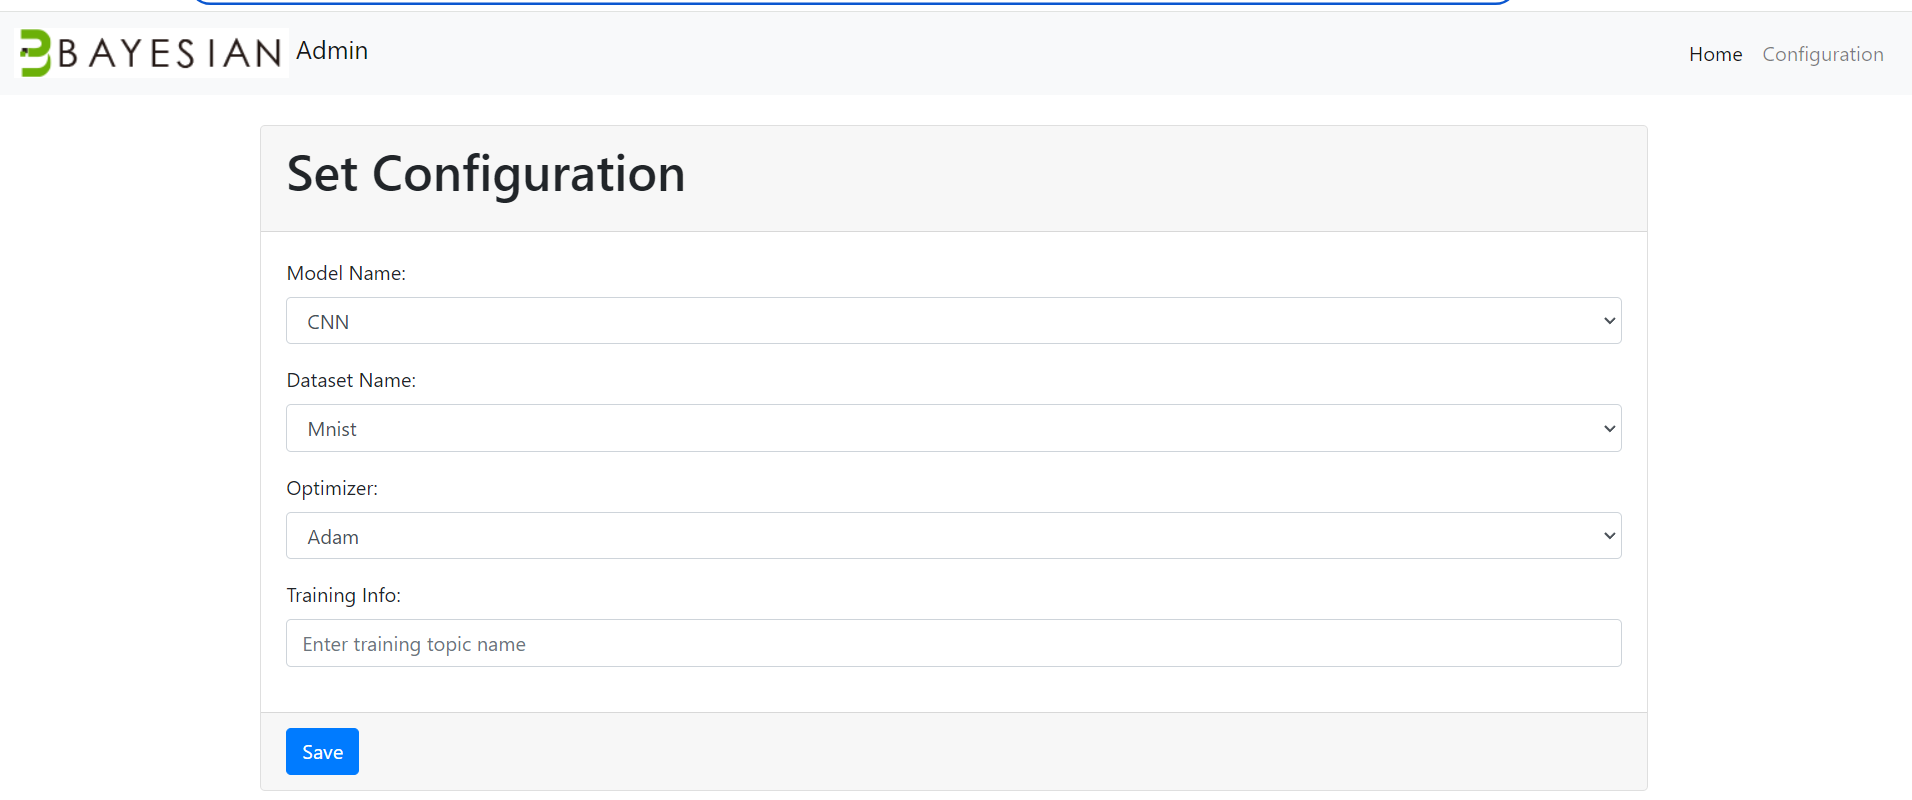 BAYESIAN Admin
Home Configuration
Set Configuration
Model Name:
CNN
Dataset Name:
Mnist
Optimizer:
Adam
Training Info:
Enter training topic name
Save